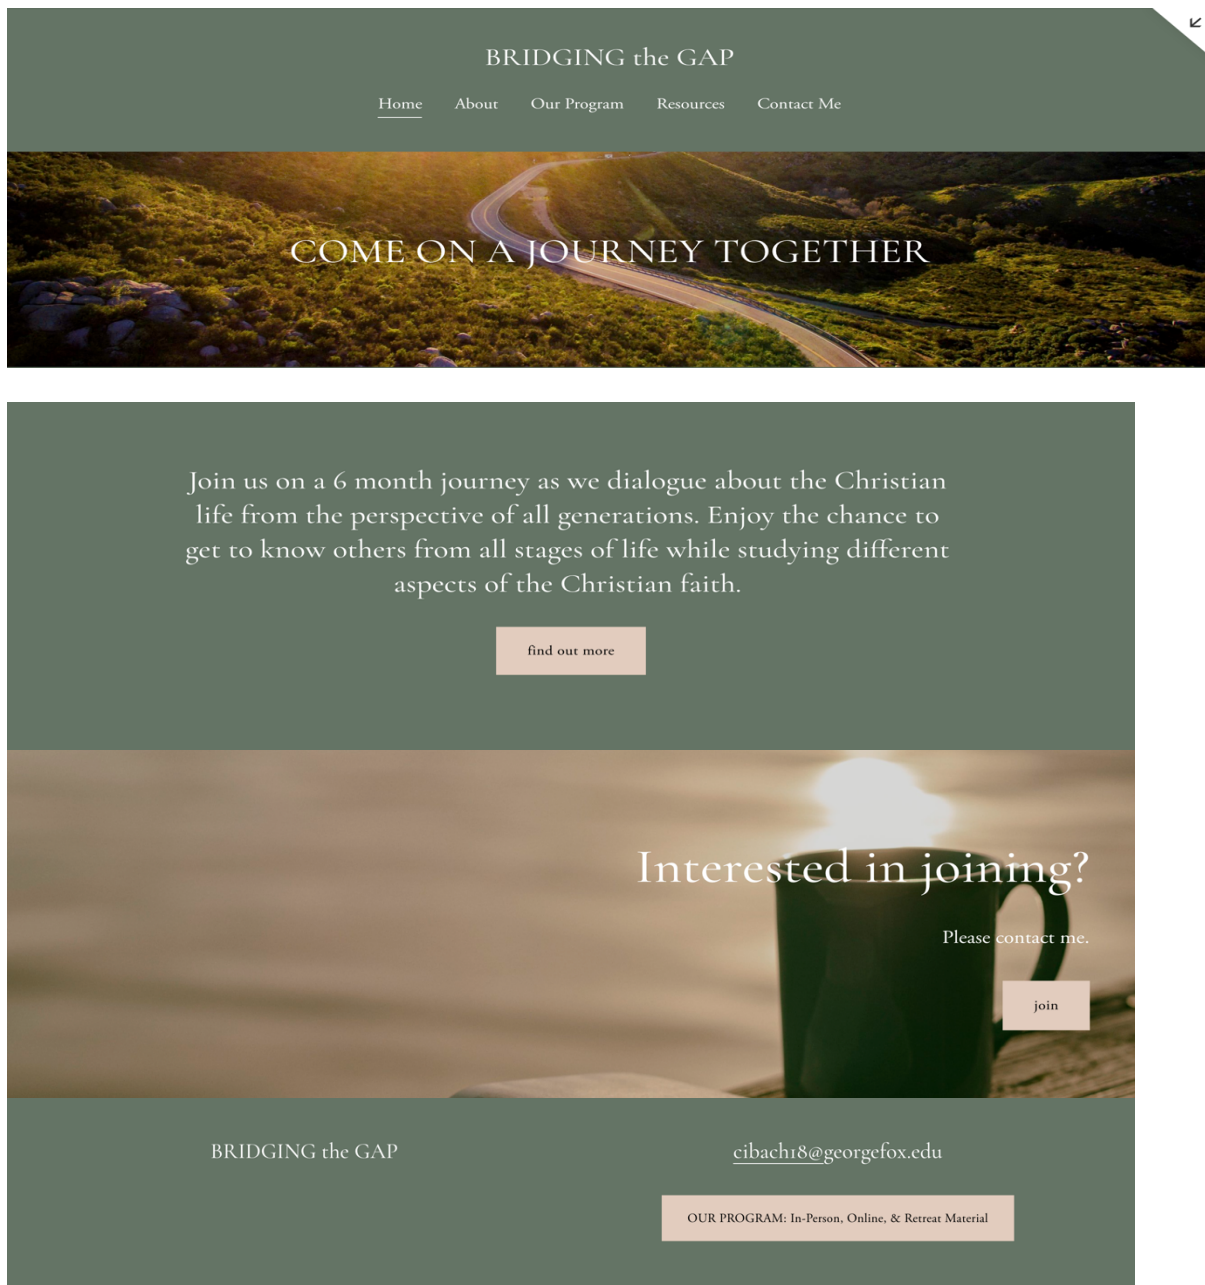 BRIDGING the GAP
Home About Our Program Resources Contact Me
COME ON A JOURNEY TOGETHER
Join us on a 6 month journey as we dialogue about the Christian
life from the perspective of all generations. Enjoy the chance to
get to know others from all stages of life while studying different
aspects of the Christian faith.
find out more
Interested in joining?
Please contact me.
join
BRIDGING the GAP
cibach18@georgefox.edu
OUR PROGRAM: In-Person, Online, & Retreat Material